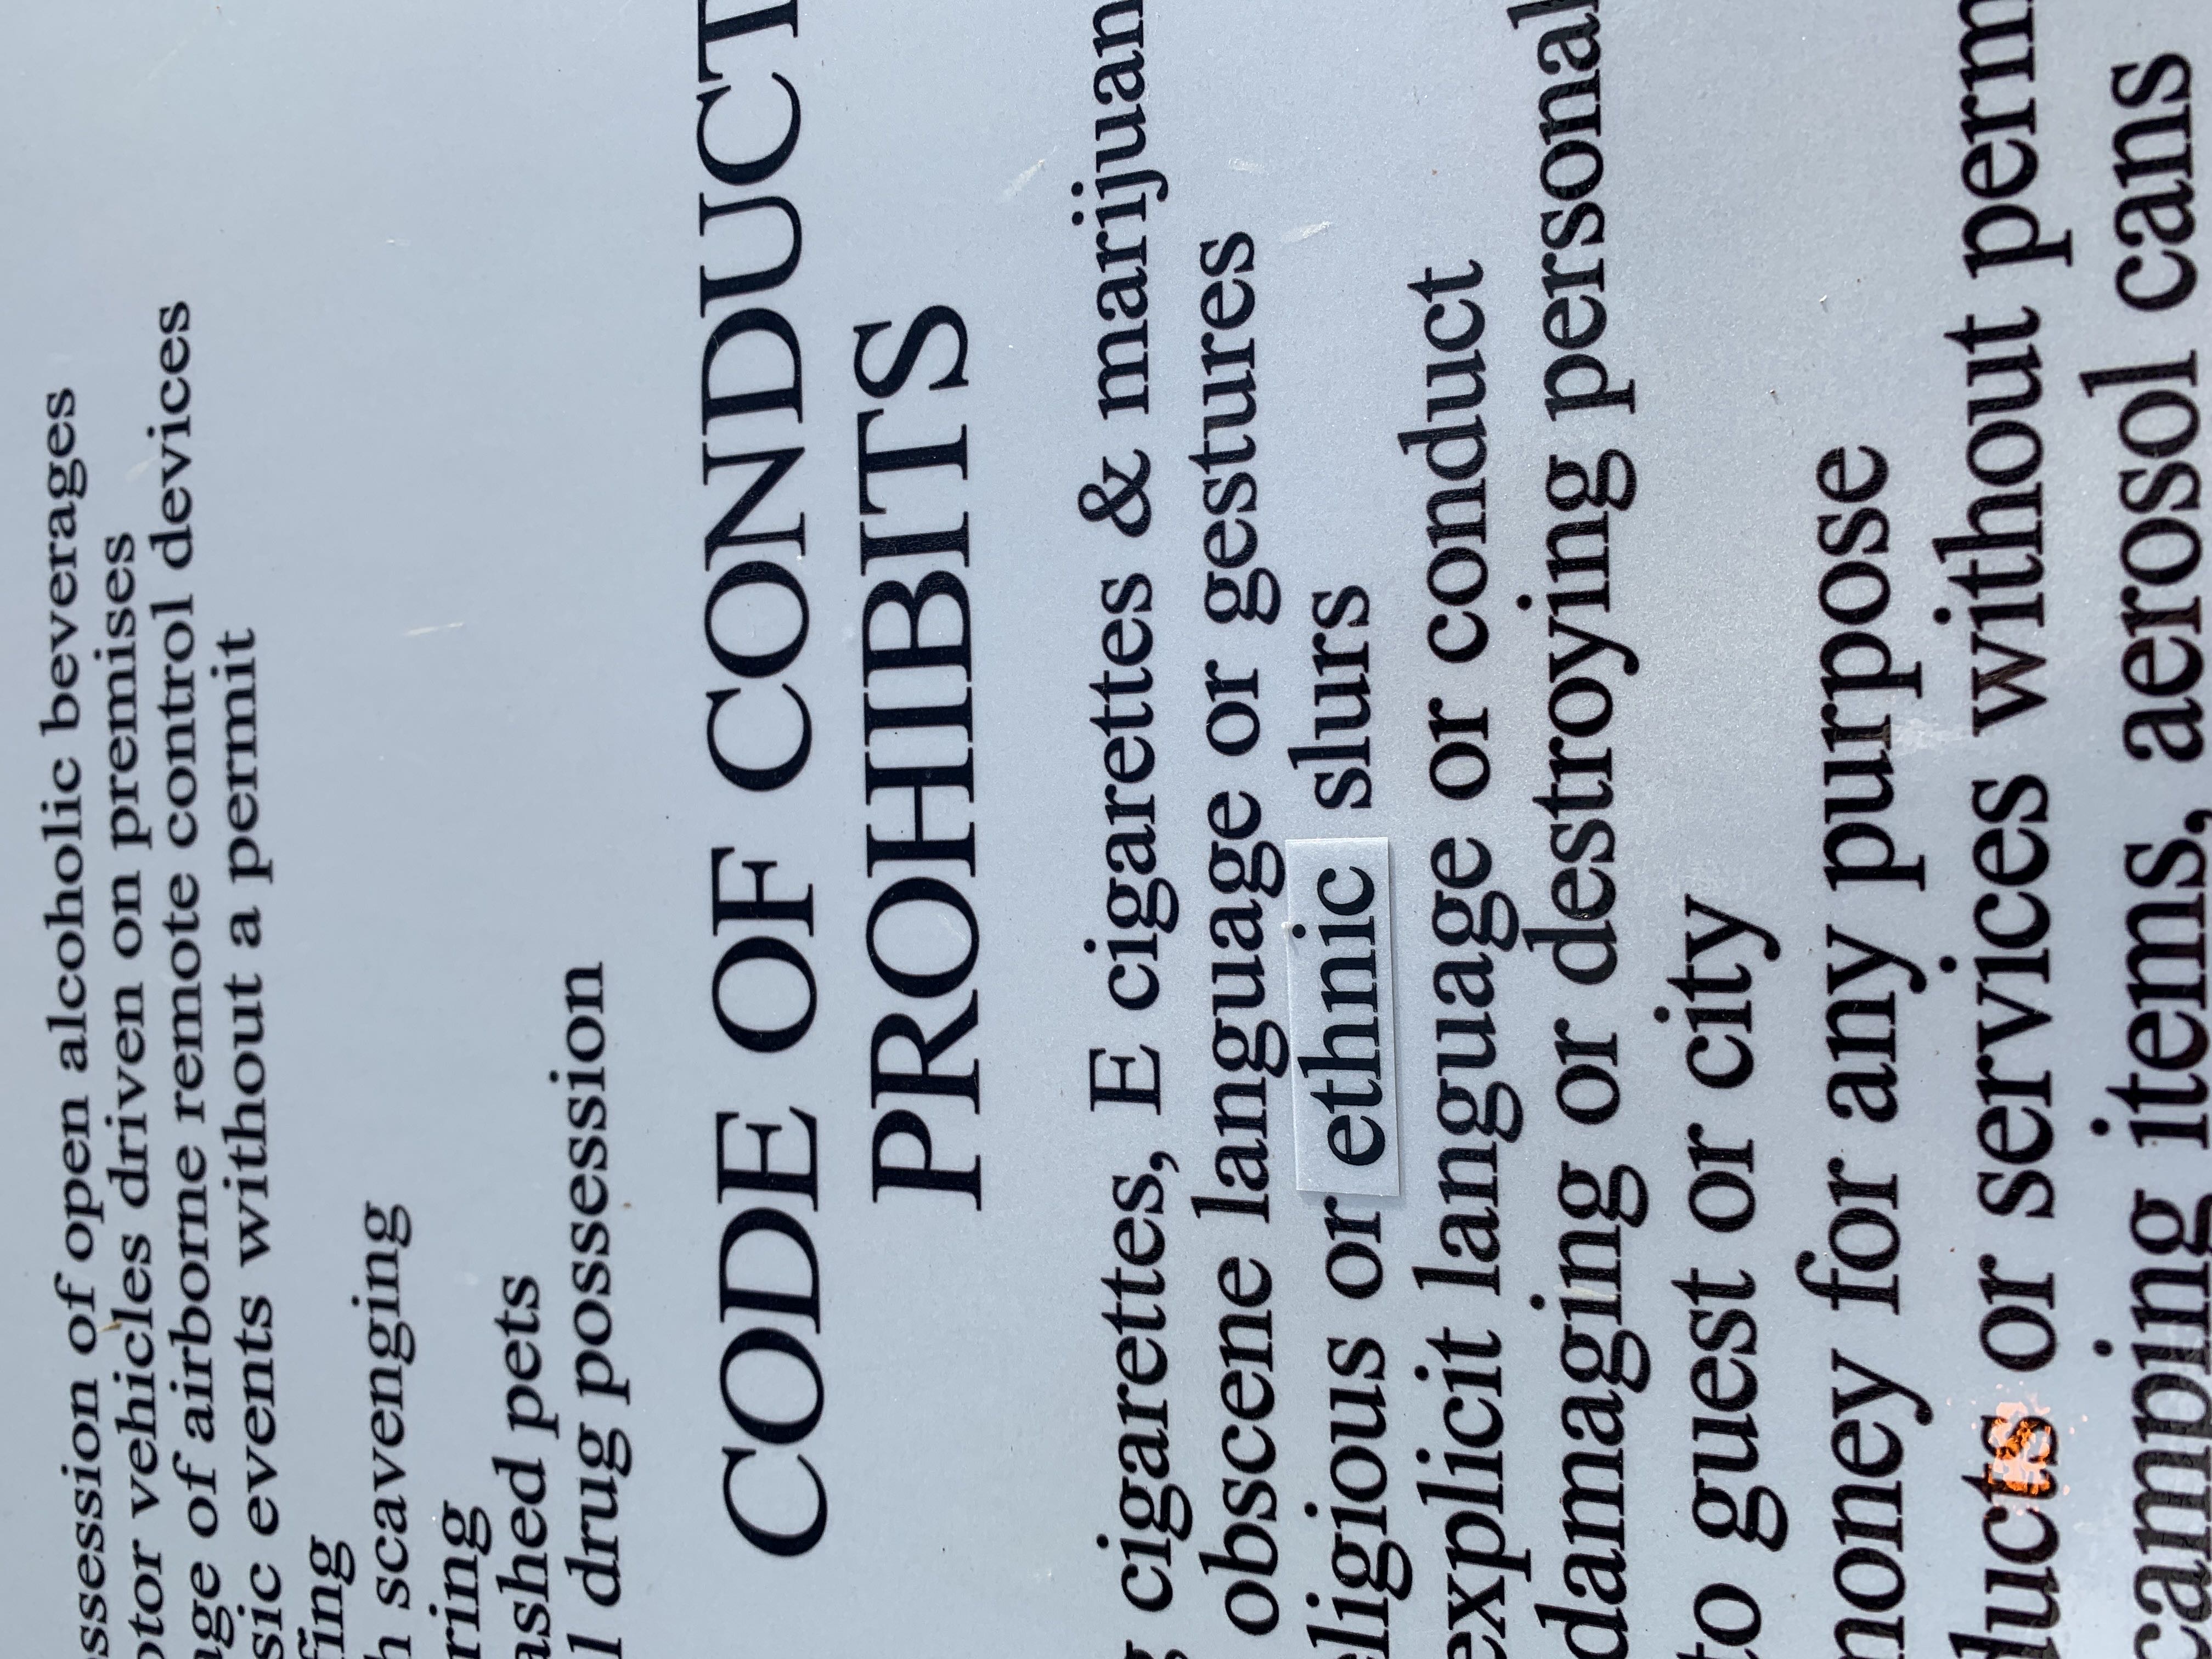 ssession of open alcoholic beverages
otor vehicles driven on premises
age of airborne remote control devices
sic events without a permit
fing
h scavenging
ring
ashed pets
l drug possession
CODE OF CONDUCT
PROHIBITS
g cigarettes, E cigarettes & marijuan
obscene language or gestures
eligious or ethnic slurs
explicit language or conduct
damaging or destroying personal
to guest or city
money for any purpose
ducts or services without perm
camping items, aerosol cans